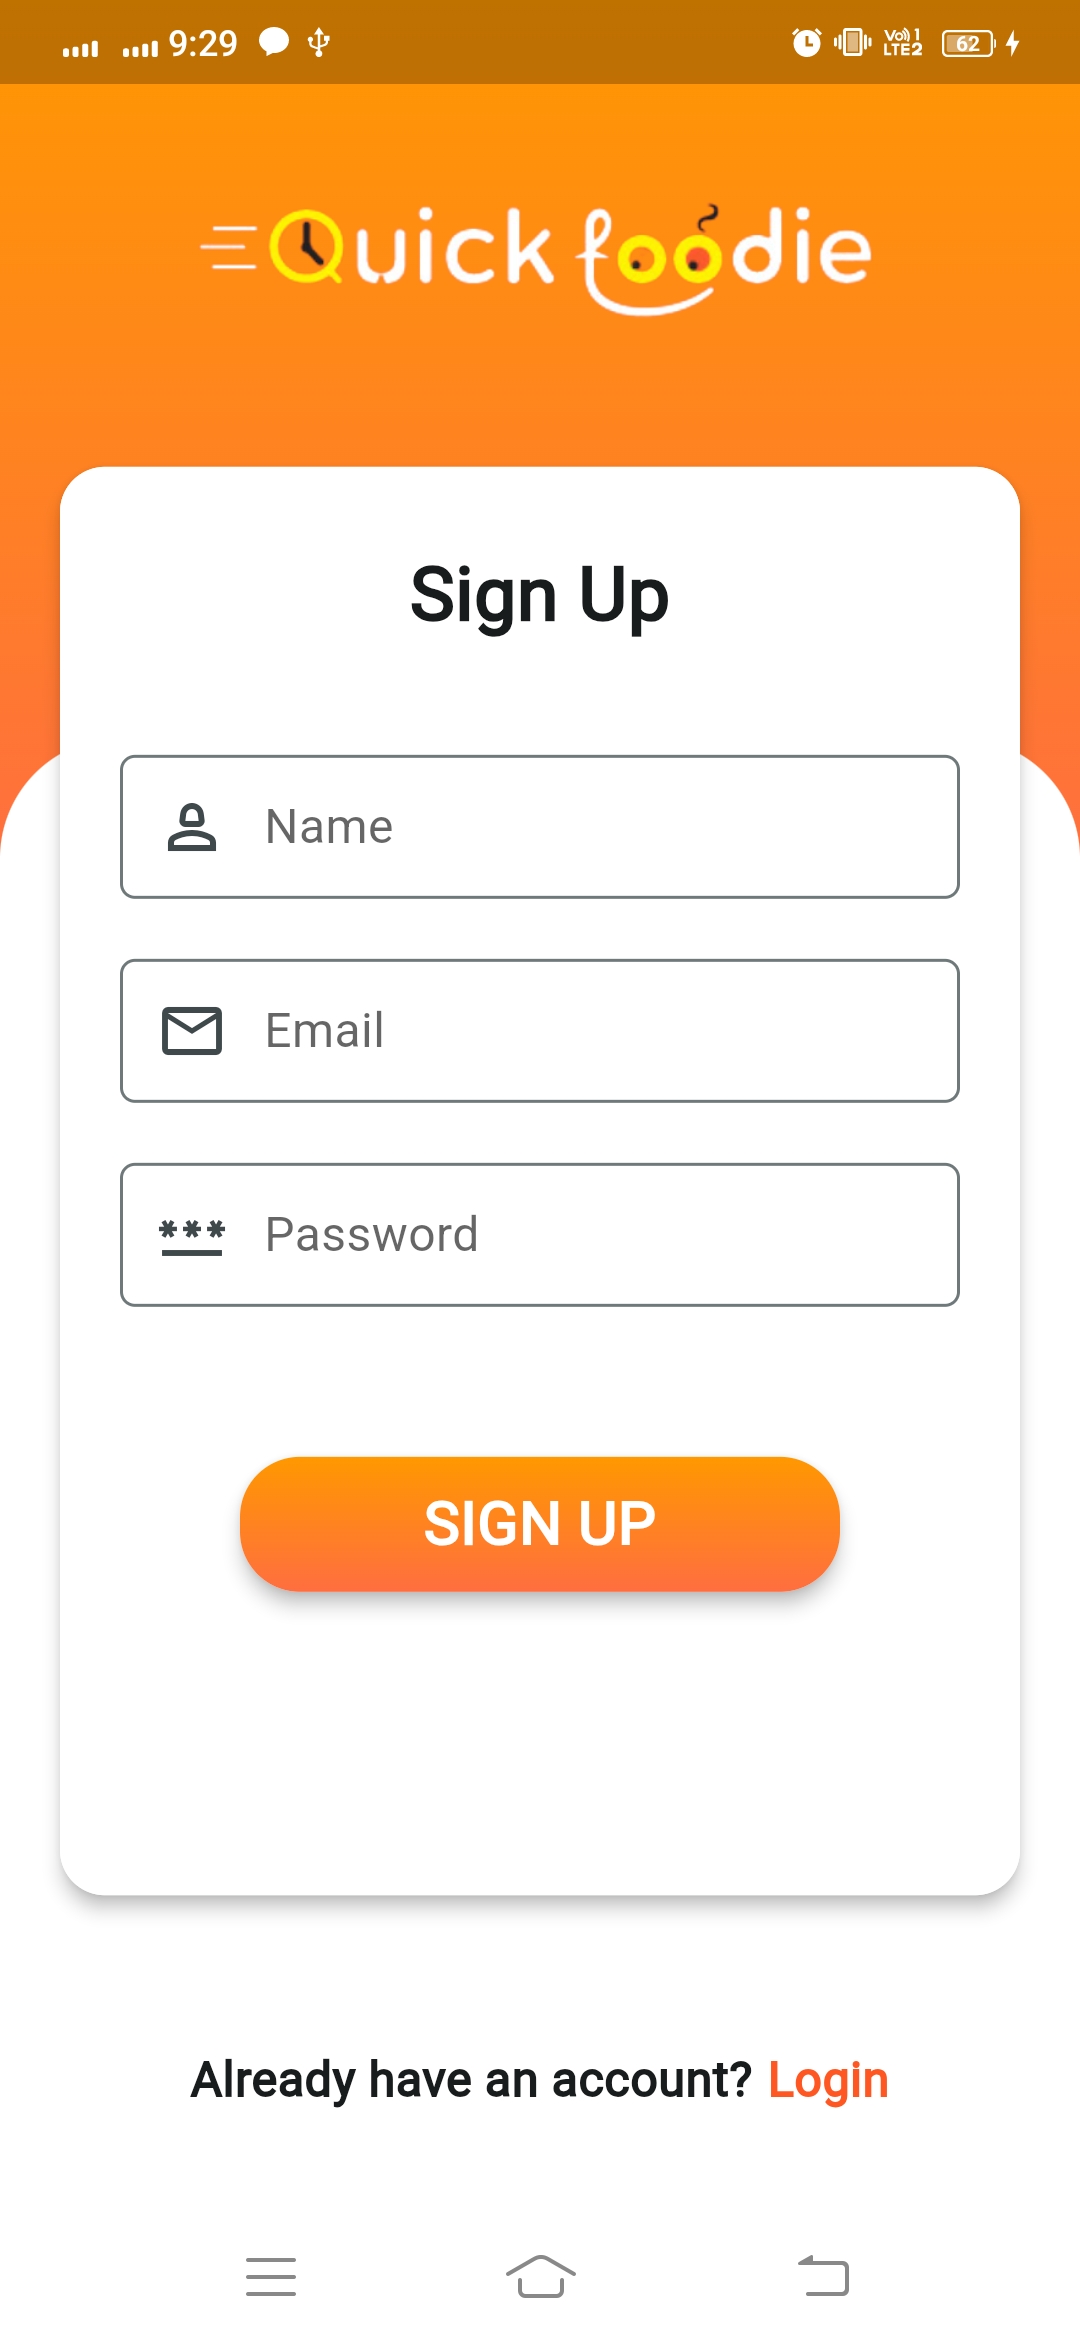 9:29 Vo)) 1 LTE2 62
Quick foodie
Sign Up
Name
Email
*** Password
SIGN UP
Already have an account? Login